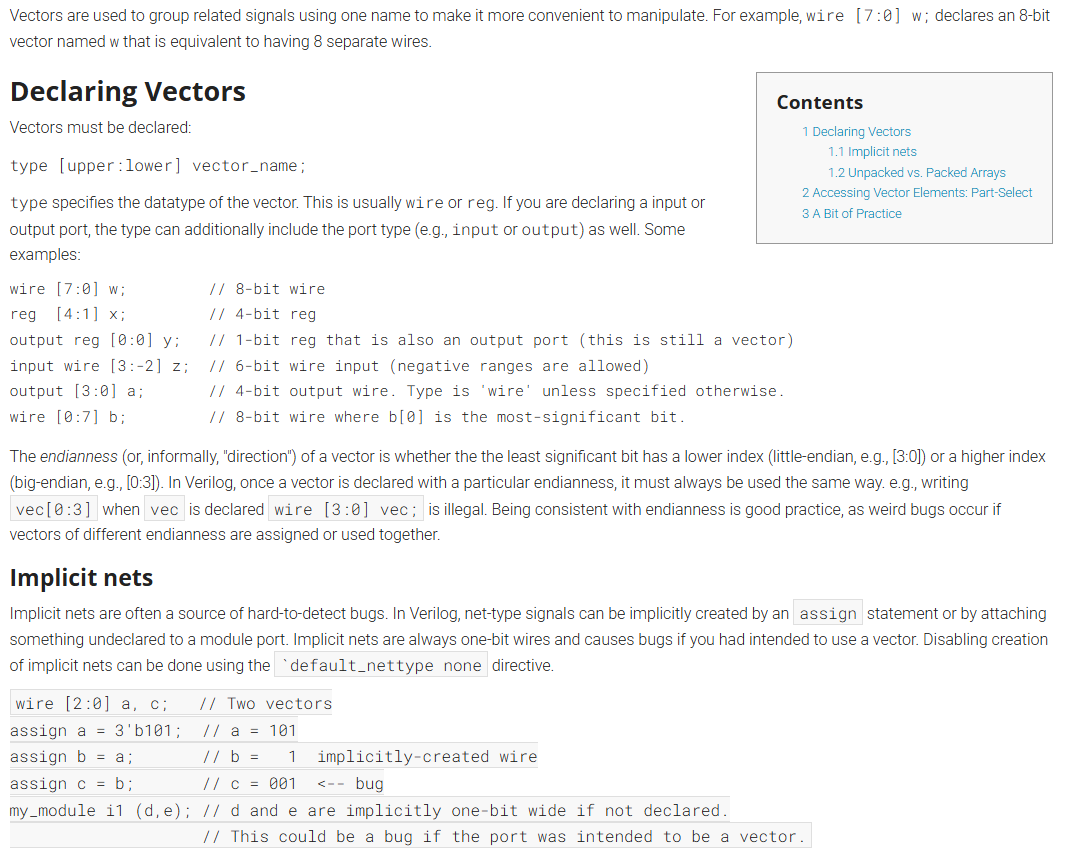 Vectors are used to group related signals using one name to make it more convenient to manipulate. For example, wire [7:0] w; declares an 8-bit
vector named w that is equivalent to having 8 separate wires.
Declaring Vectors
Vectors must be declared:
type [upper:lower] vector_name;
type specifies the datatype of the vector. This is usually wire or reg. If you are declaring a input or
output port, the type can additionally include the port type (e.g., input or output) as well. Some
examples:
Contents
1 Declaring Vectors
1.1 Implicit nets
1.2 Unpacked vs. Packed Arrays
2 Accessing Vector Elements: Part-Select
3 A Bit of Practice
wire [7:0] w;         // 8-bit wire
reg  [4:1] x;         // 4-bit reg
output reg [0:0] y;   // 1-bit reg that is also an output port (this is still a vector)
input wire [3:-2] z;  // 6-bit wire input (negative ranges are allowed)
output [3:0] a;       // 4-bit output wire. Type is 'wire' unless specified otherwise.
wire [0:7] b;         // 8-bit wire where b[0] is the most-significant bit.
The endianness (or, informally, "direction") of a vector is whether the the least significant bit has a lower index (little-endian, e.g., [3:0]) or a higher index
(big-endian, e.g., [0:3]). In Verilog, once a vector is declared with a particular endianness, it must always be used the same way. e.g., writing
vec[0:3] when vec is declared wire [3:0] vec; is illegal. Being consistent with endianness is good practice, as weird bugs occur if
vectors of different endianness are assigned or used together.
Implicit nets
Implicit nets are often a source of hard-to-detect bugs. In Verilog, net-type signals can be implicitly created by an assign statement or by attaching
something undeclared to a module port. Implicit nets are always one-bit wires and causes bugs if you had intended to use a vector. Disabling creation
of implicit nets can be done using the `default_nettype none directive.
wire [2:0] a, c;   // Two vectors
assign a = 3'b101;  // a = 101
assign b = a;       // b =   1  implicitly-created wire
assign c = b;       // c = 001  <-- bug
my_module i1 (d,e); // d and e are implicitly one-bit wide if not declared.
// This could be a bug if the port was intended to be a vector.